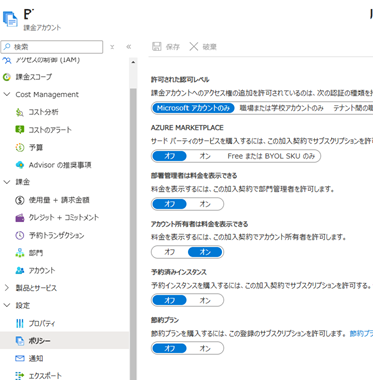 課金アカウント
検索
保存
破棄
アクセスの制御 (IAM)
課金スコープ
Cost Management
コスト分析
コストのアラート
予算
Advisor の推奨事項
課金
使用量 + 請求金額
クレジット + コミットメント
予約トランザクション
部門
アカウント
製品とサービス
設定
プロパティ
ポリシー
通知
エクスポート
許可された認可レベル
課金アカウントへのアクセス権の追加を許可されているのは、次の認証の種類を持
Microsoft アカウントのみ 職場または学校アカウントのみ テナント間の職
AZURE MARKETPLACE
サード パーティのサービスを購入するには、この加入契約でサブスクリプションを許
オフ オン Free または BYOL SKU のみ
部署管理者は料金を表示できる
料金を表示するには、この加入契約で部門管理者を許可します。
オフ オン
アカウント所有者は料金を表示できる
料金を表示するには、この加入契約でアカウント所有者を許可します。
オフ オン
予約済みインスタンス
予約インスタンスを購入するには、この加入契約でサブスクリプションを許可する。
オフ オン
節約プラン
節約プランを購入するには、この登録のサブスクリプションを許可します。 節約プラ
オフ オン